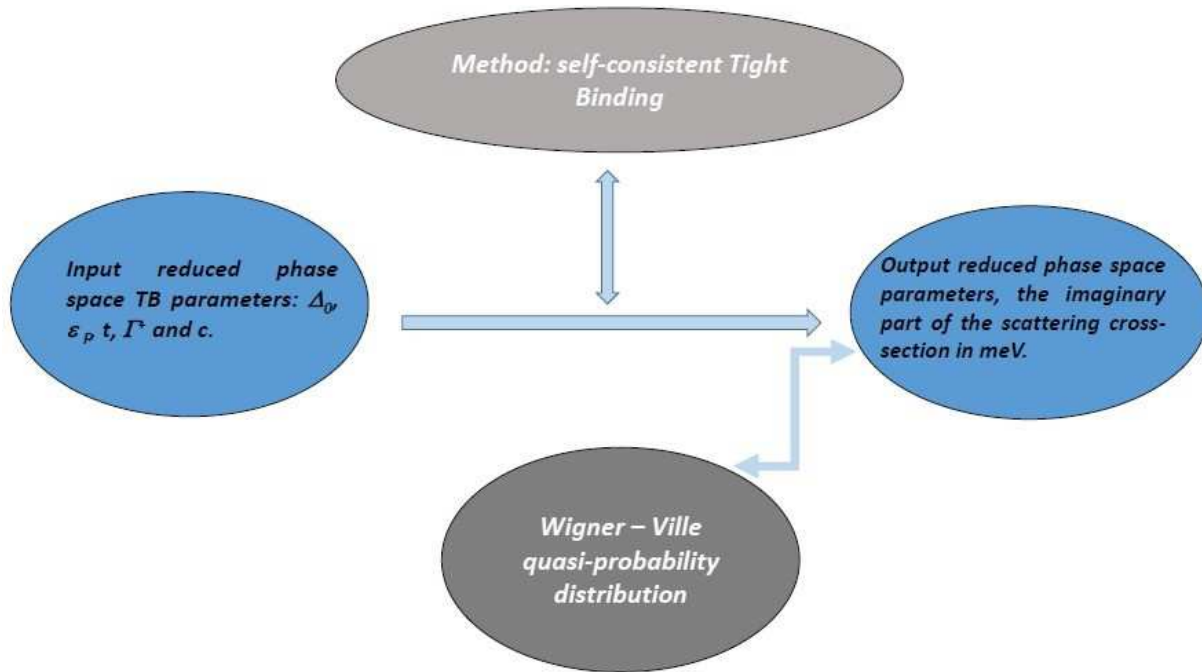 Method: self-consistent Tight
Binding
Input reduced phase
space TB parameters: Δ₀,
ε_F, t, Γ⁺ and c.
Output reduced phase space
parameters, the imaginary
part of the scattering cross-
section in meV.
Wigner – Ville
quasi-probability
distribution